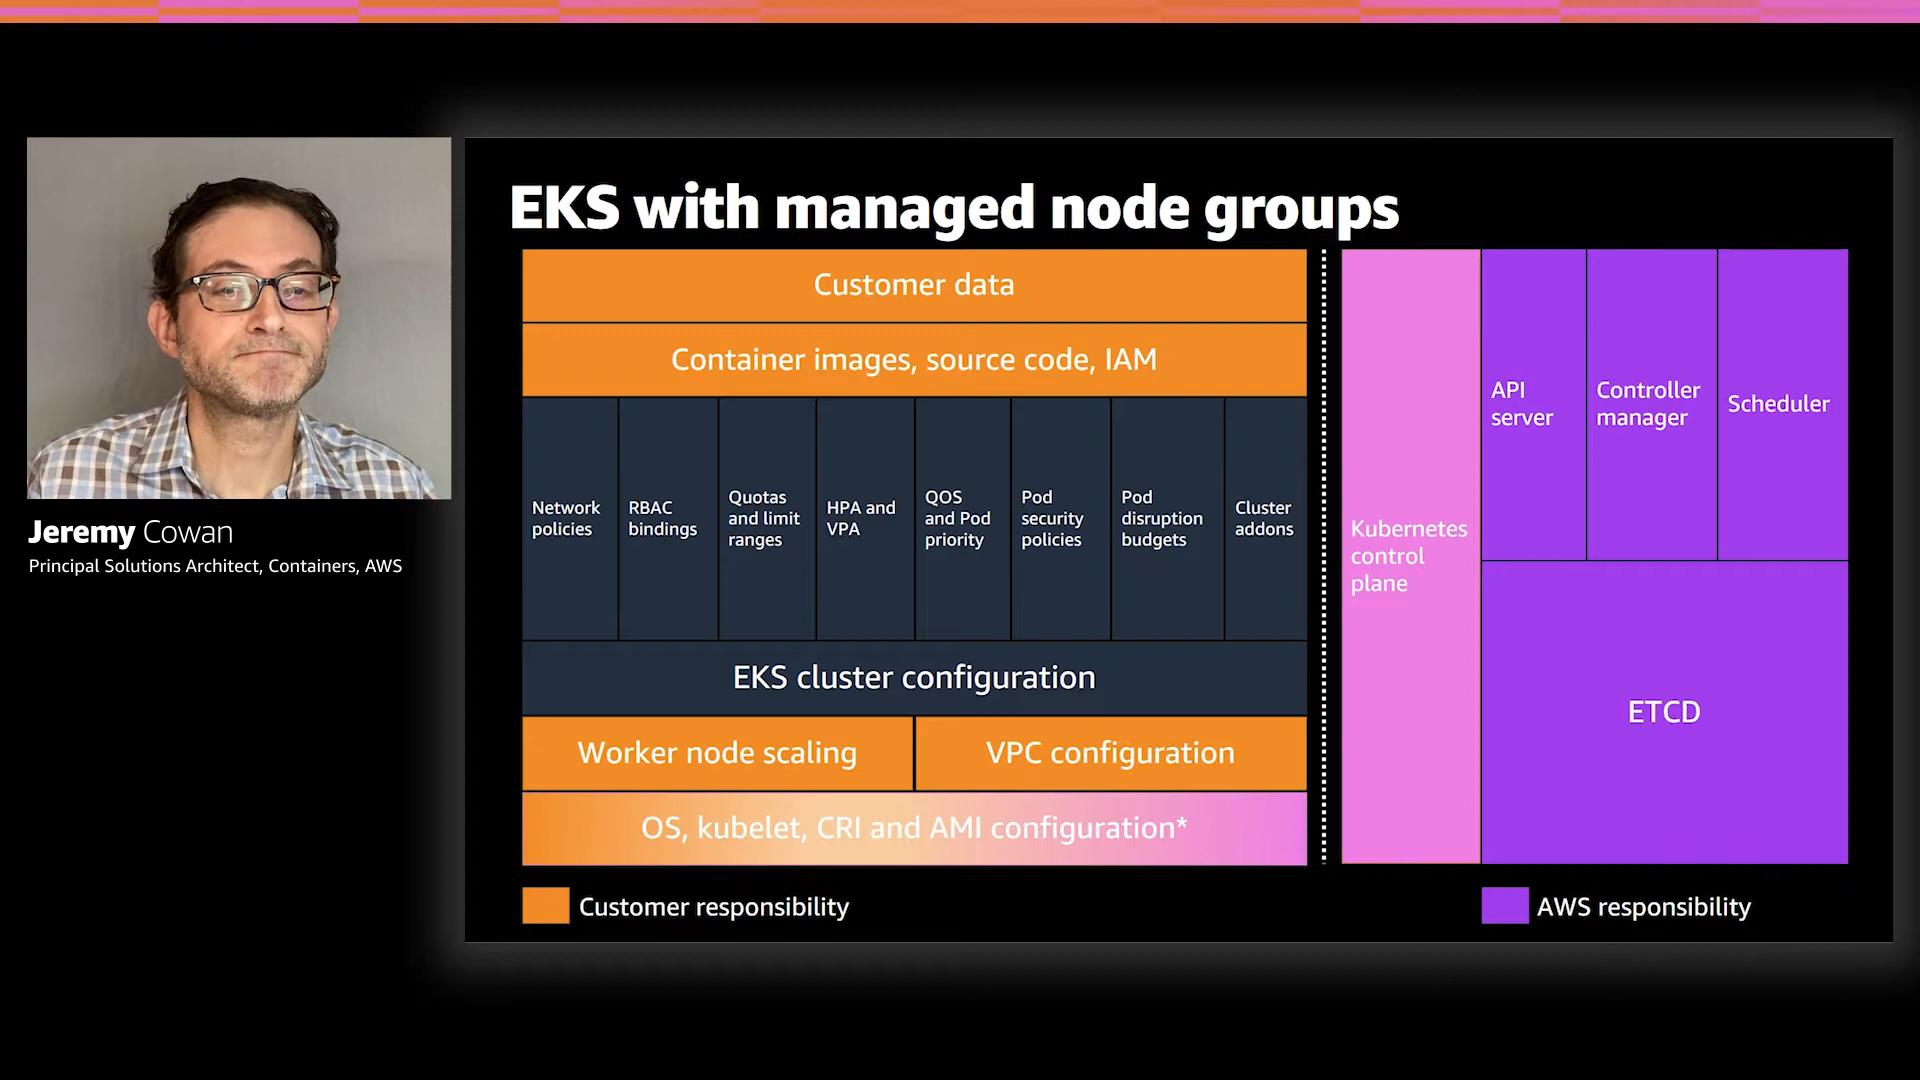 EKS with managed node groups
Customer data
Container images, source code, IAM
Network
policies
RBAC
bindings
Quotas
and limit
ranges
HPA and
VPA
QOS
and Pod
priority
Pod
security
policies
Pod
disruption
budgets
Cluster
addons
EKS cluster configuration
Worker node scaling
VPC configuration
OS, kubelet, CRI and AMI configuration*
Customer responsibility
Kubernetes
control
plane
API
server
Controller
manager
Scheduler
ETCD
AWS responsibility
Jeremy Cowan
Principal Solutions Architect, Containers, AWS